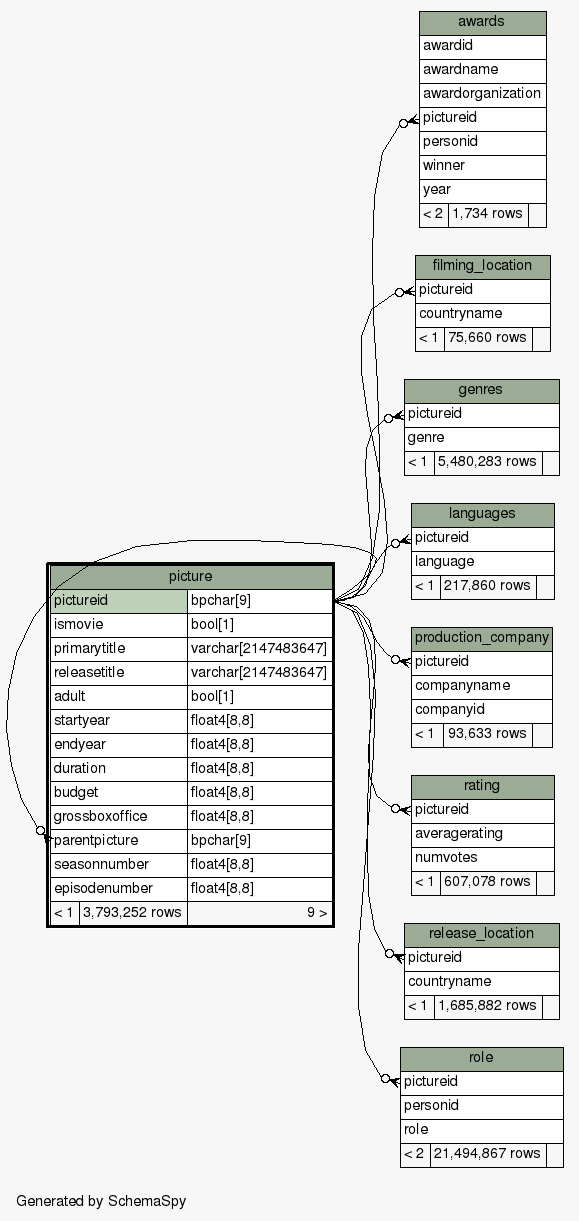 awards
awardid
awardname
awardorganization
pictureid
personid
winner
year
< 2 1,734 rows
filming_location
pictureid
countryname
< 1 75,660 rows
genres
pictureid
genre
< 1 5,480,283 rows
languages
pictureid
language
< 1 217,860 rows
picture
pictureid bpchar[9]
ismovie bool[1]
primarytitle varchar[2147483647]
releasetitle varchar[2147483647]
adult bool[1]
startyear float4[8,8]
endyear float4[8,8]
duration float4[8,8]
budget float4[8,8]
grossboxoffice float4[8,8]
parentpicture bpchar[9]
seasonnumber float4[8,8]
episodenumber float4[8,8]
< 1 3,793,252 rows 9 >
production_company
pictureid
companyname
companyid
< 1 93,633 rows
rating
pictureid
averagerating
numvotes
< 1 607,078 rows
release_location
pictureid
countryname
< 1 1,685,882 rows
role
pictureid
personid
role
< 2 21,494,867 rows
Generated by SchemaSpy